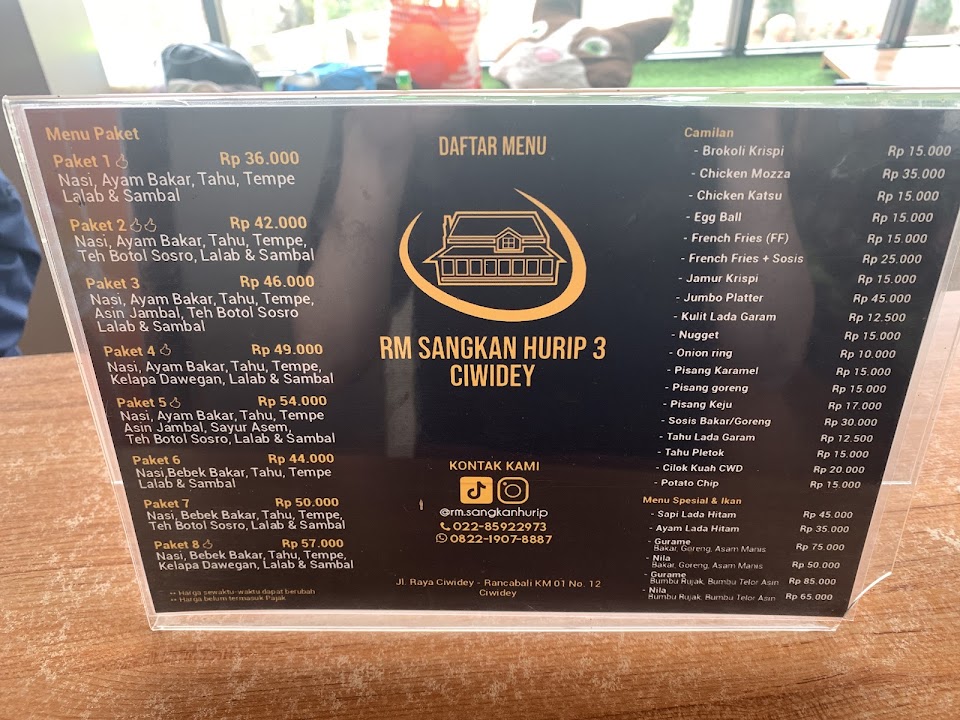 Menu Paket
Paket 1 Rp 36.000
Nasi, Ayam Bakar, Tahu, Tempe
Lalab & Sambal
Paket 2 Rp 42.000
Nasi, Ayam Bakar, Tahu, Tempe,
Teh Botol Sosro, Lalab & Sambal
Paket 3 Rp 46.000
Nasi, Ayam Bakar, Tahu, Tempe,
Asin Jambal, Teh Botol Sosro
Lalab & Sambal
Paket 4 Rp 49.000
Nasi, Ayam Bakar, Tahu, Tempe,
Kelapa Dawegan, Lalab & Sambal
Paket 5 Rp 54.000
Nasi, Ayam Bakar, Tahu, Tempe
Asin Jambal, Sayur Asem,
Teh Botol Sosro, Lalab & Sambal
Paket 6 Rp 44.000
Nasi,Bebek Bakar, Tahu, Tempe
Lalab & Sambal
Paket 7 Rp 50.000
Nasi, Bebek Bakar, Tahu, Tempe,
Teh Botol Sosro, Lalab & Sambal
Paket 8 Rp 57.000
Nasi, Bebek Bakar, Tahu, Tempe,
Kelapa Dawegan, Lalab & Sambal
** Harga sewaktu-waktu dapat berubah
** Harga belum termasuk Pajak
DAFTAR MENU
RM SANGKAN HURIP 3
CIWIDEY
KONTAK KAMI
@rm.sangkanhurip
022-85922973
0822-1907-8887
Jl. Raya Ciwidey - Rancabali KM 01 No. 12
Ciwidey
Camilan
- Brokoli Krispi Rp 15.000
- Chicken Mozza Rp 35.000
- Chicken Katsu Rp 15.000
- Egg Ball Rp 15.000
- French Fries (FF) Rp 15.000
- French Fries + Sosis Rp 25.000
- Jamur Krispi Rp 15.000
- Jumbo Platter Rp 45.000
- Kulit Lada Garam Rp 12.500
- Nugget Rp 15.000
- Onion ring Rp 10.000
- Pisang Karamel Rp 15.000
- Pisang goreng Rp 15.000
- Pisang Keju Rp 17.000
- Sosis Bakar/Goreng Rp 30.000
- Tahu Lada Garam Rp 12.500
- Tahu Pletok Rp 15.000
- Cilok Kuah CWD Rp 20.000
- Potato Chip Rp 15.000
Menu Spesial & Ikan
- Sapi Lada Hitam Rp 45.000
- Ayam Lada Hitam Rp 35.000
- Gurame
Bakar, Goreng, Asam Manis Rp 75.000
- Nila
Bakar, Goreng, Asam Manis Rp 50.000
- Gurame
Bumbu Rujak, Bumbu Telor Asin Rp 85.000
- Nila
Bumbu Rujak, Bumbu Telor Asin Rp 65.000